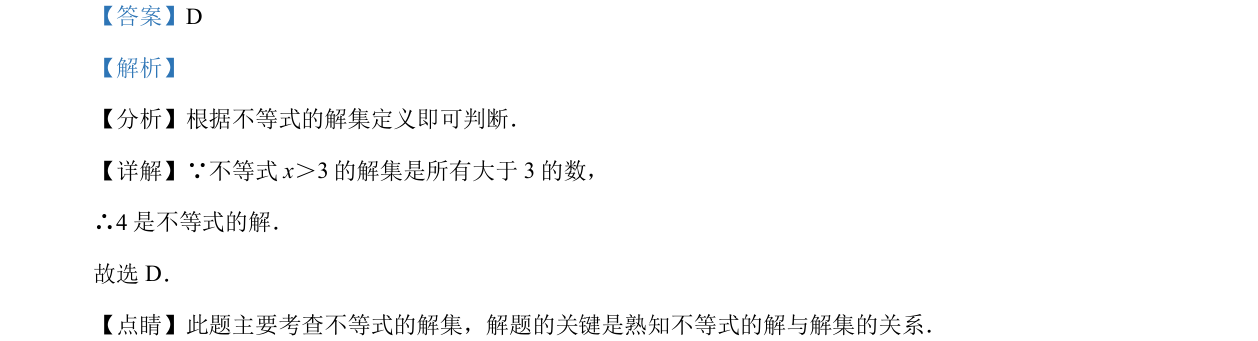 【答案】D
【解析】
【分析】根据不等式的解集定义即可判断．
【详解】∵不等式 x＞3 的解集是所有大于 3 的数，
∴4 是不等式的解．
故选 D．
【点睛】此题主要考查不等式的解集，解题的关键是熟知不等式的解与解集的关系．